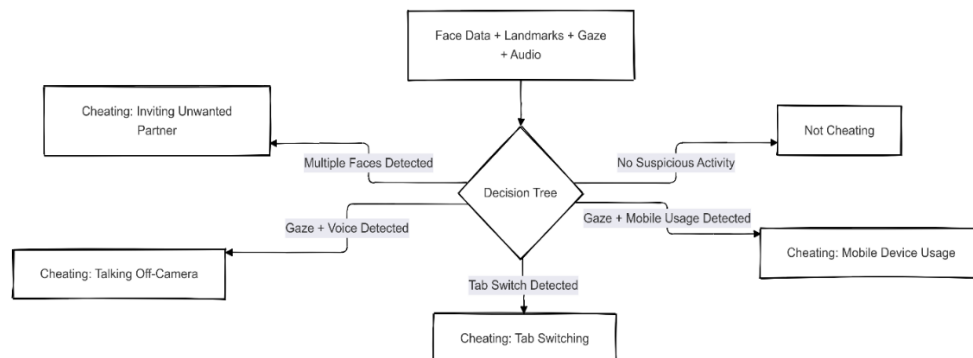 Face Data + Landmarks + Gaze
+ Audio
Cheating: Inviting Unwanted
Partner
Not Cheating
Multiple Faces Detected
No Suspicious Activity
Decision Tree
Gaze + Voice Detected
Gaze + Mobile Usage Detected
Cheating: Talking Off-Camera
Cheating: Mobile Device Usage
Tab Switch Detected
Cheating: Tab Switching